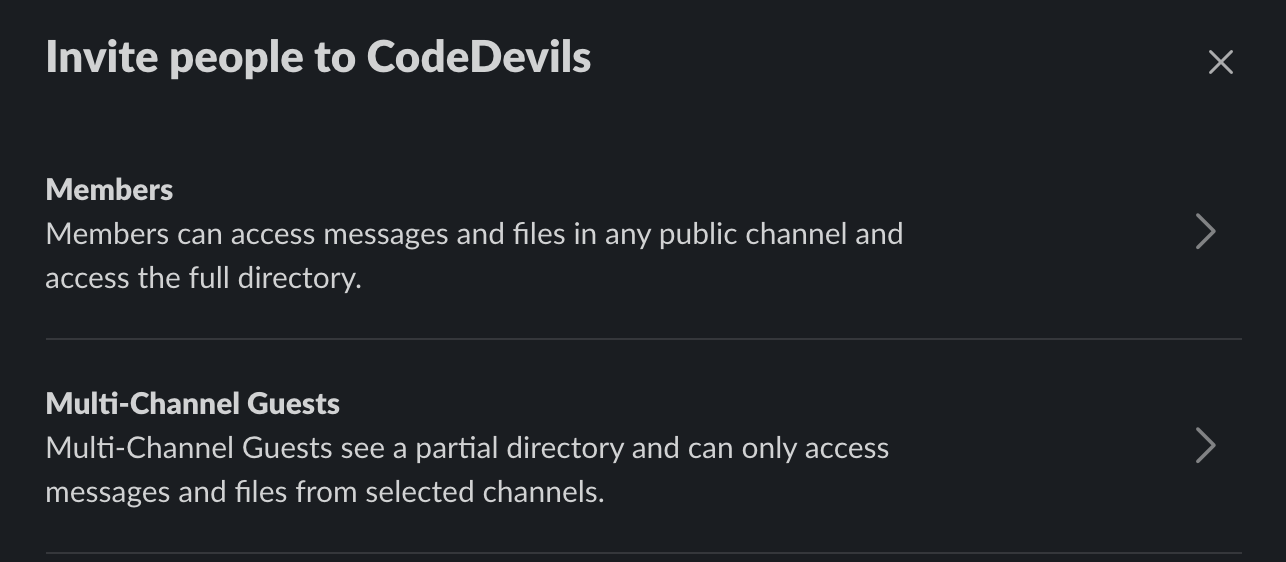 Invite people to CodeDevils
Members
Members can access messages and files in any public channel and
access the full directory.
Multi-Channel Guests
Multi-Channel Guests see a partial directory and can only access
messages and files from selected channels.